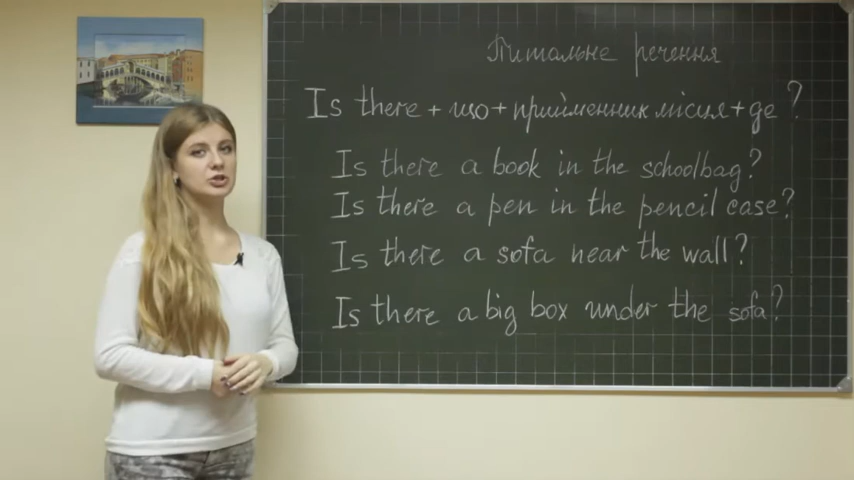 Питальне речення
Is there + що + прийменник місця + де ?
Is there a book in the schoolbag?
Is there a pen in the pencil case?
Is there a sofa near the wall?
Is there a big box under the sofa?